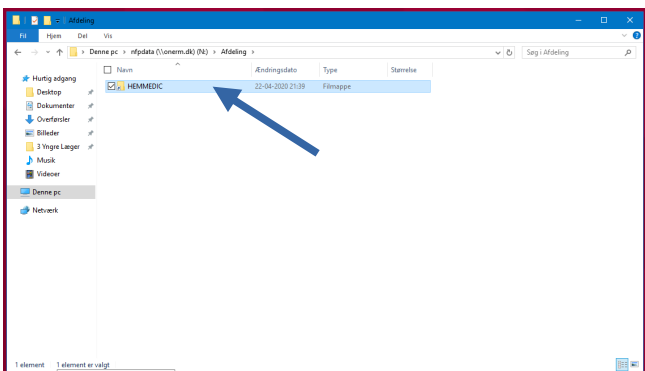 Afdeling
Fil Hjem Del Vis
Denne pc > nfpdata (\\onerm.dk) (N:) > Afdeling >
Søg i Afdeling
Navn Ændringsdato Type Størrelse
Hurtig adgang
HEMMEDIC 22-04-2020 21:39 Filmappe
Desktop
Dokumenter
Overførsler
Billeder
3 Yngre Læger
Musik
Videoer
Denne pc
Netværk
1 element 1 element er valgt